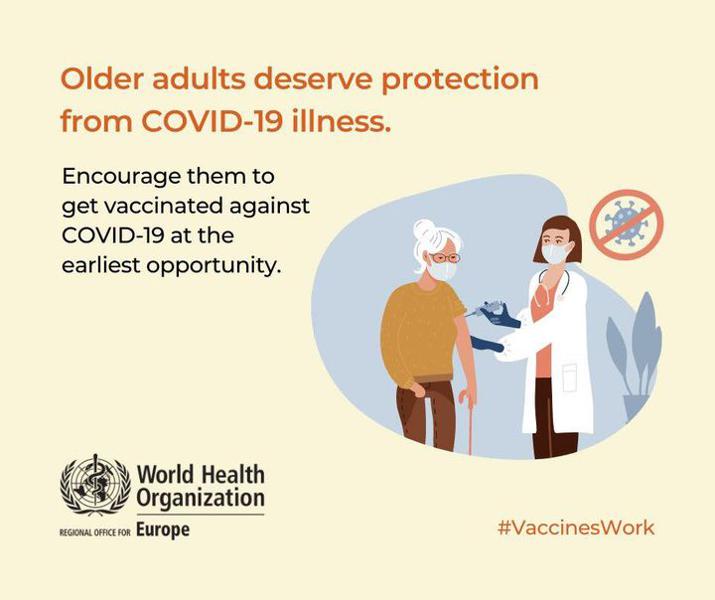 Older adults deserve protection
from COVID-19 illness.
Encourage them to
get vaccinated against
COVID-19 at the
earliest opportunity.
World Health
Organization
REGIONAL OFFICE FOR Europe
#VaccinesWork